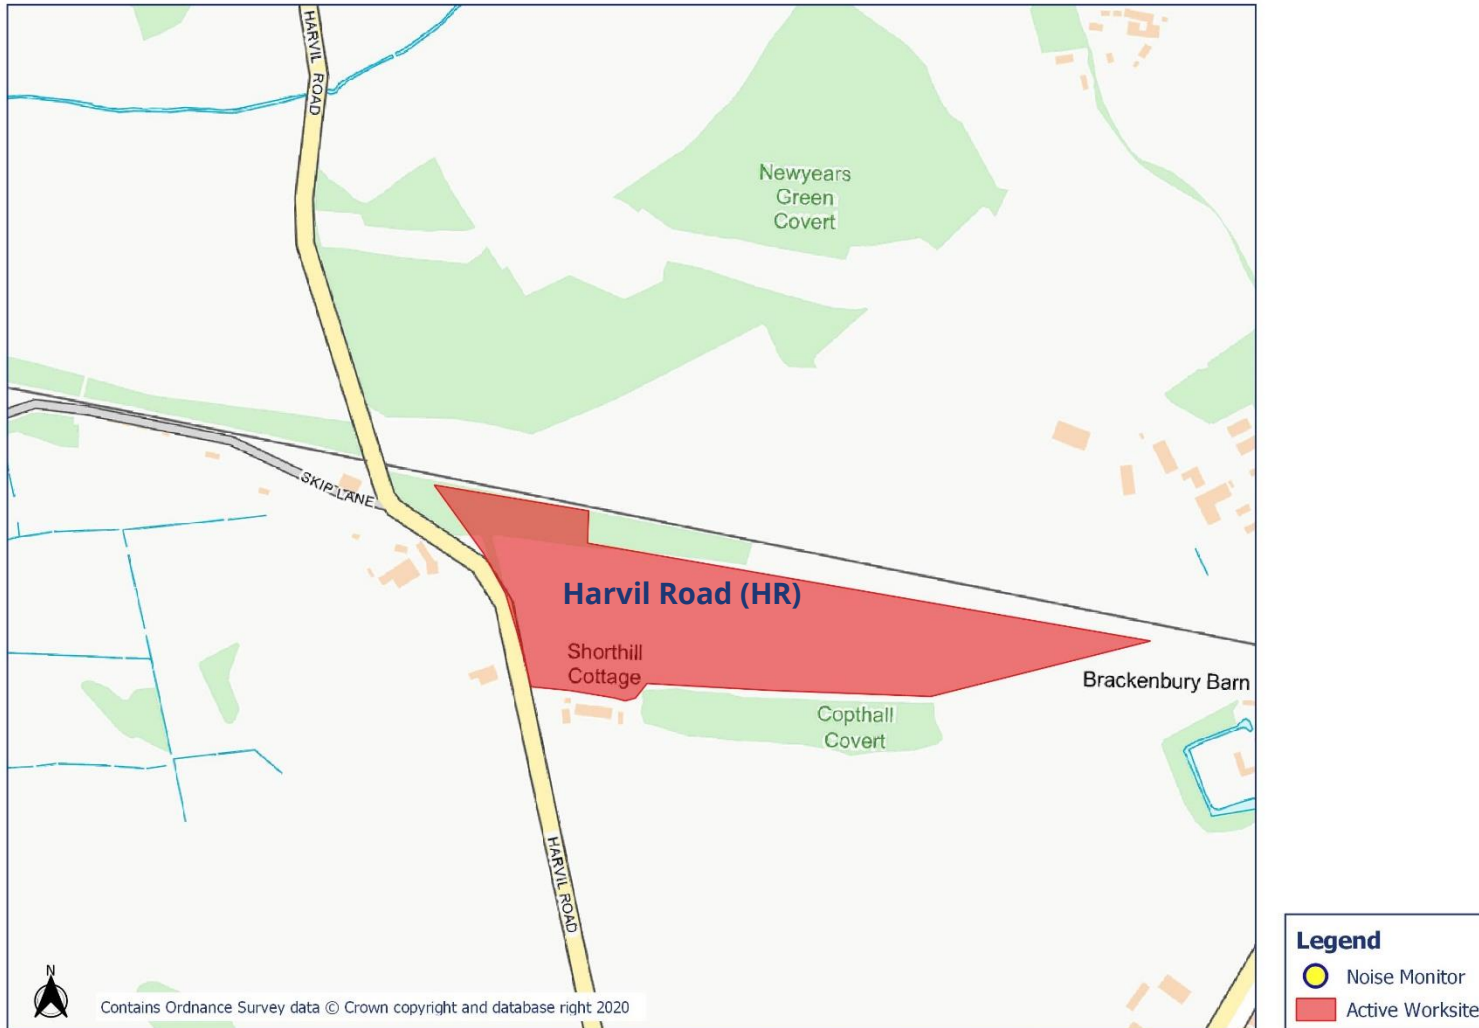 HARVIL ROAD
Newyears
Green
Covert
SKIP LANE
Harvil Road (HR)
Shorthill
Cottage
Brackenbury Barn
Copthall
Covert
HARVIL ROAD
N
Contains Ordnance Survey data © Crown copyright and database right 2020
Legend
Noise Monitor
Active Worksite